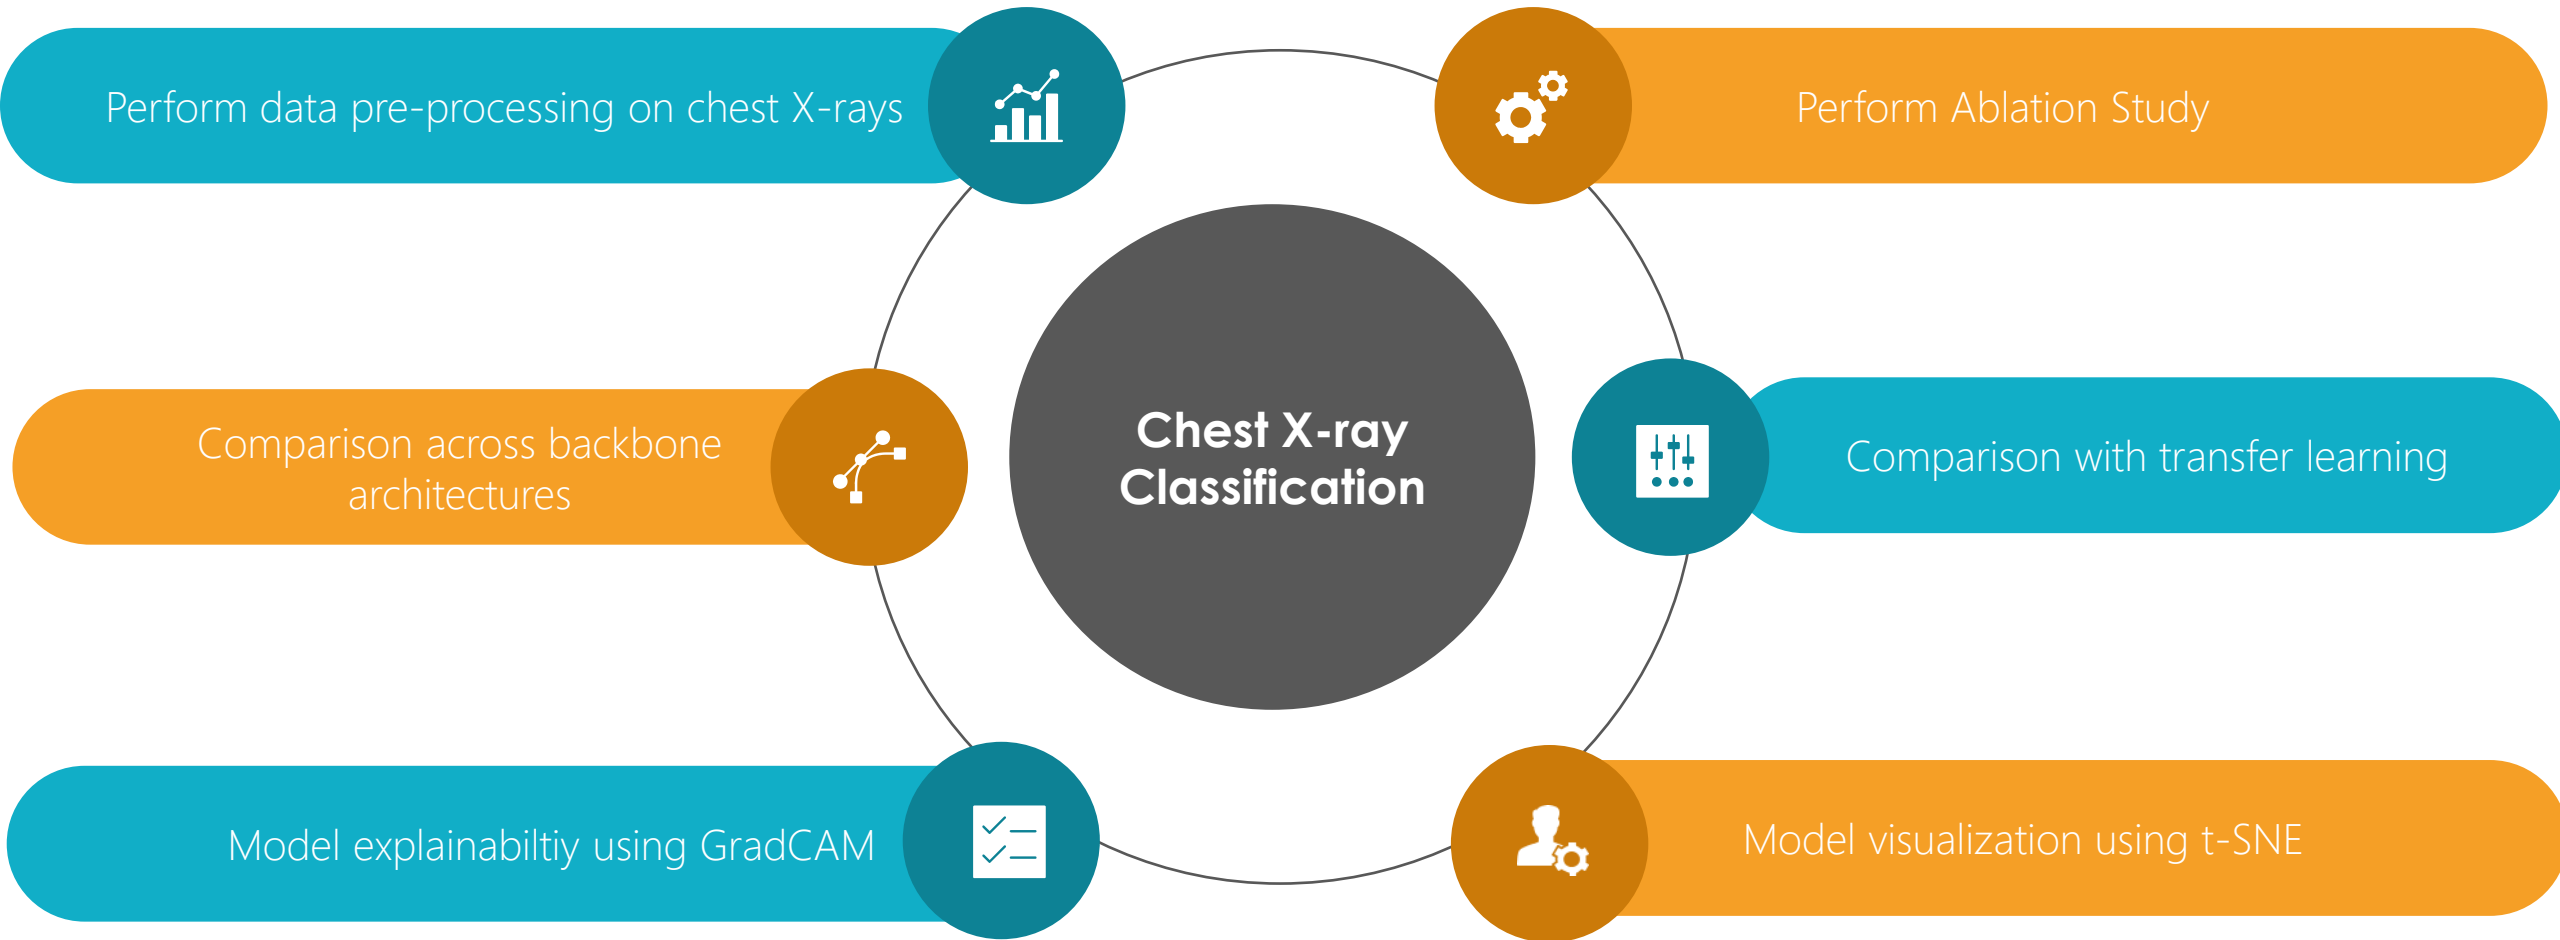 Perform data pre-processing on chest X-rays
Perform Ablation Study
Comparison across backbone
architectures
Chest X-ray
Classification
Comparison with transfer learning
Model explainabiltiy using GradCAM
Model visualization using t-SNE